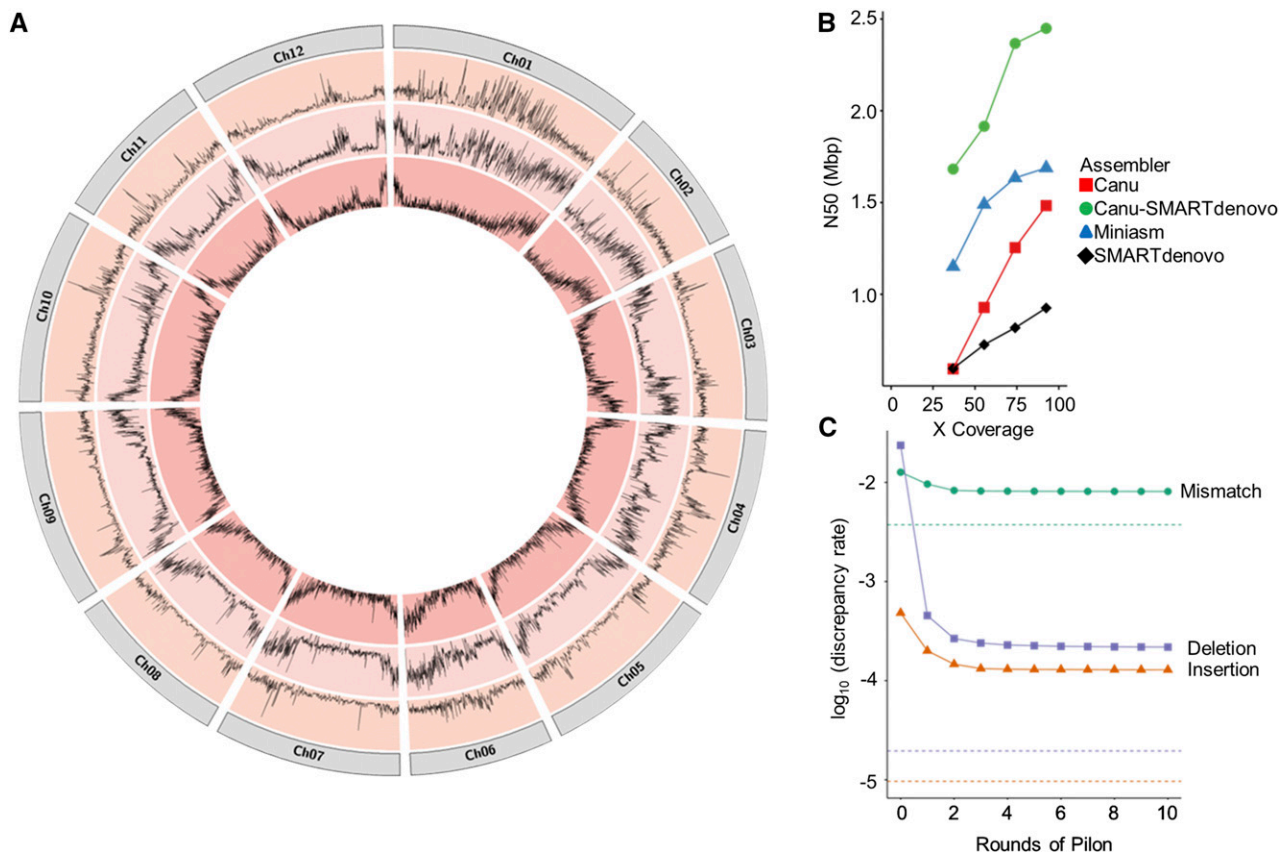 A
Ch01
Ch02
Ch03
Ch04
Ch05
Ch06
Ch07
Ch08
Ch09
Ch10
Ch11
Ch12
B
2.5
2.0
1.5
1.0
N50 (Mbp)
0 25 50 75 100
X Coverage
Assembler
Canu
Canu-SMARTdenovo
Miniasm
SMARTdenovo
C
-2
-3
-4
-5
log₁₀ (discrepancy rate)
Mismatch
Deletion
Insertion
0 2 4 6 8 10
Rounds of Pilon